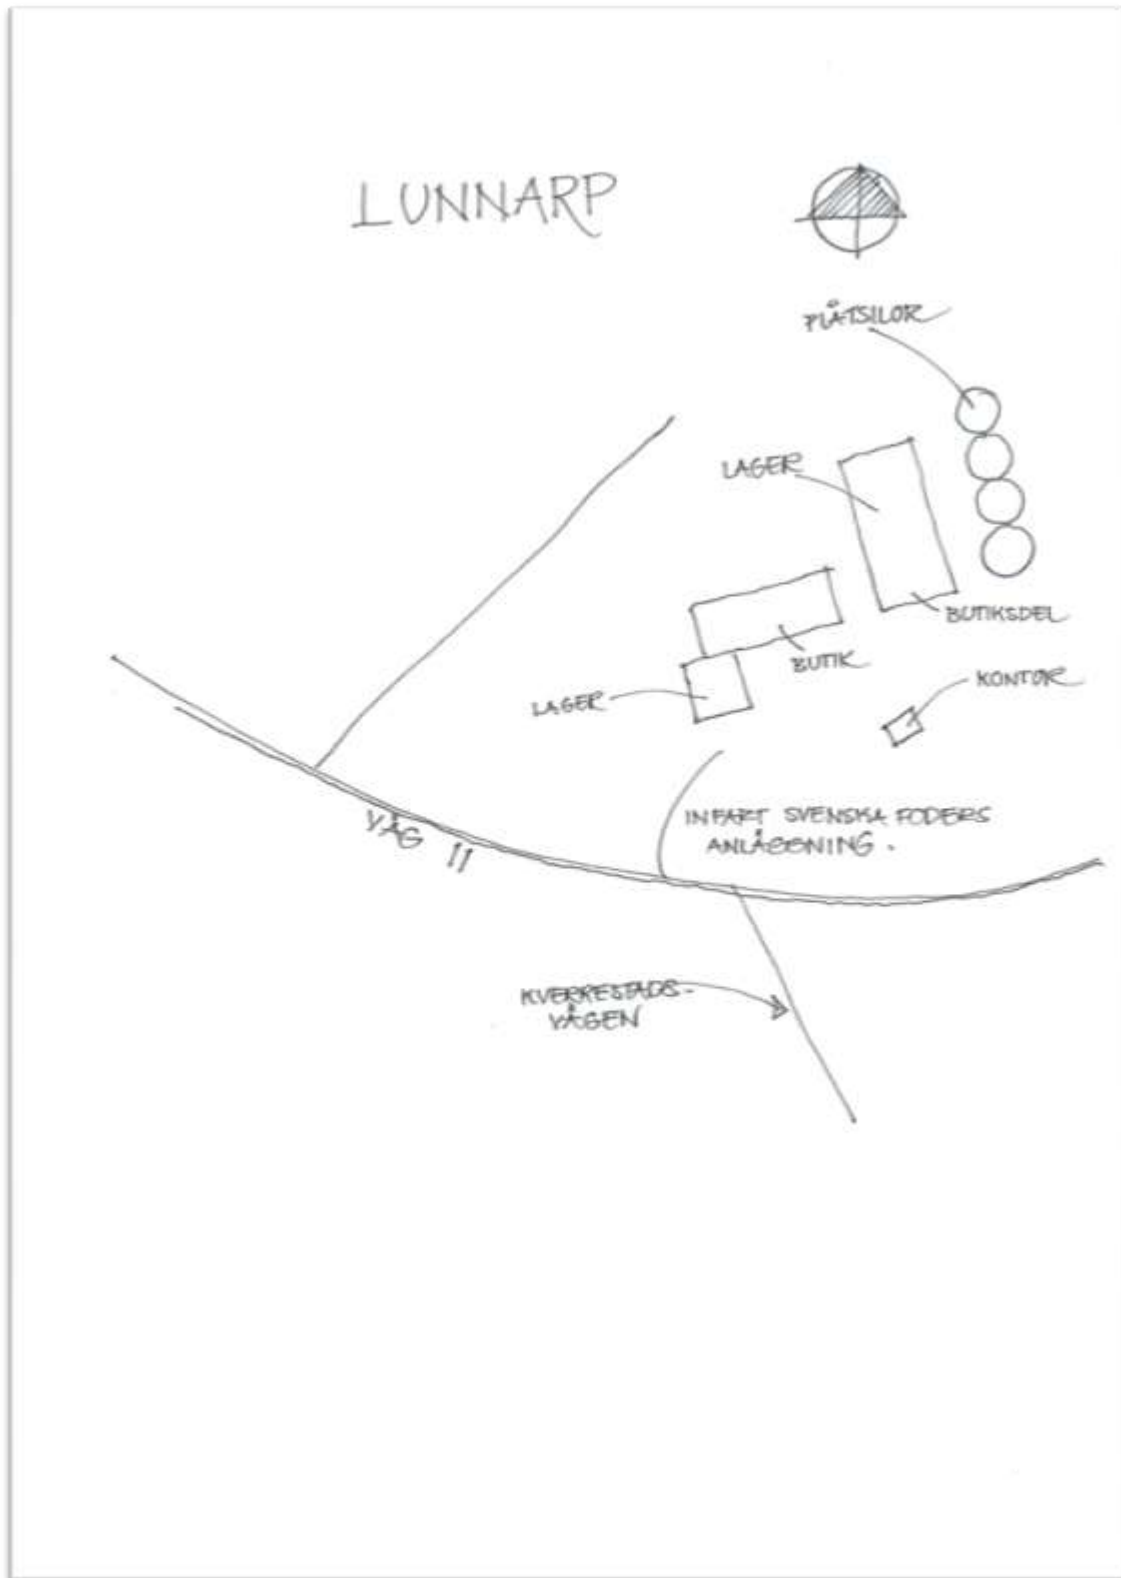 LUNNARP
PLÅTSILOR
LAGER
BUTIKSDEL
BUTIK
KONTOR
LAGER
INFART SVENSKA FODERS
ANLÄGGNING.
VÄG 11
KVERRESTADS-
VÄGEN